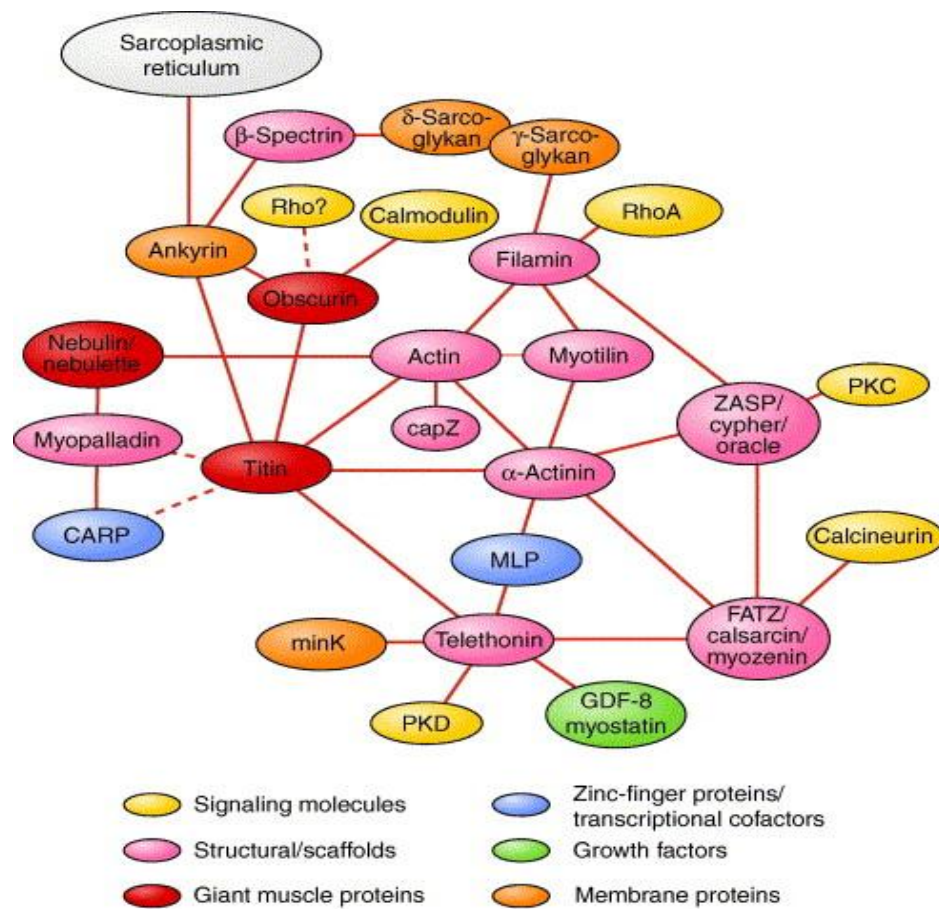 Sarcoplasmic
reticulum
β-Spectrin
δ-Sarco-
glykan
γ-Sarco-
glykan
Rho?
Calmodulin
RhoA
Ankyrin
Filamin
Obscurin
Nebulin/
nebulette
Actin
Myotilin
PKC
ZASP/
cypher/
oracle
capZ
Myopalladin
Titin
α-Actinin
CARP
MLP
Calcineurin
minK
Telethonin
FATZ/
calsarcin/
myozenin
PKD
GDF-8
myostatin
Signaling molecules
Structural/scaffolds
Giant muscle proteins
Zinc-finger proteins/
transcriptional cofactors
Growth factors
Membrane proteins